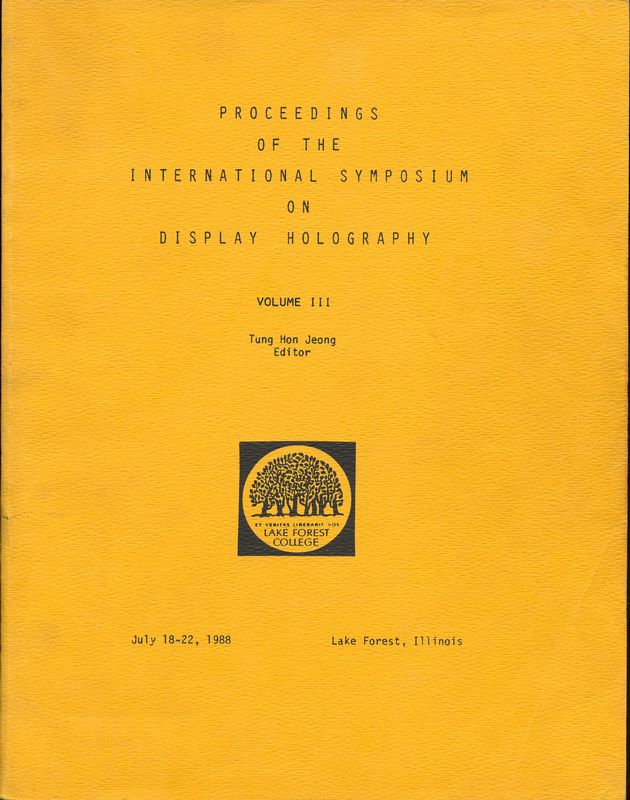 PROCEEDINGS
OF THE
INTERNATIONAL SYMPOSIUM
ON
DISPLAY HOLOGRAPHY
VOLUME III
Tung Hon Jeong
Editor
ET VERITAS LIBERABIT VOS
LAKE FOREST
COLLEGE
July 18-22, 1988 Lake Forest, Illinois